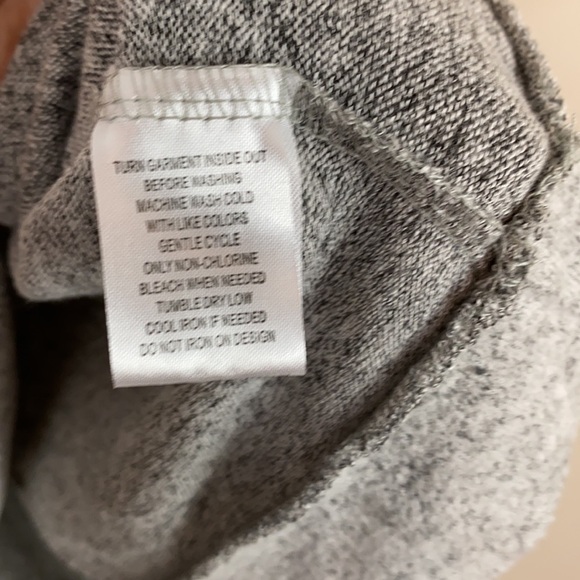 TURN GARMENT INSIDE OUT
BEFORE WASHING
MACHINE WASH COLD
WITH LIKE COLORS
GENTLE CYCLE
ONLY NON-CHLORINE
BLEACH WHEN NEEDED
TUMBLE DRY LOW
COOL IRON IF NEEDED
DO NOT IRON ON DESIGN